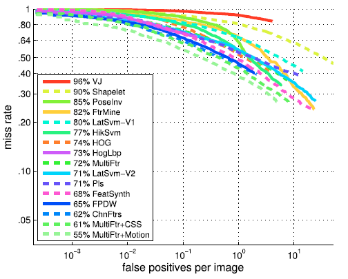 1
.80
.64
.50
.40
.30
.20
.10
.05
miss rate
96% VJ
90% Shapelet
85% PoseInv
82% FtrMine
80% LatSvm-V1
77% HikSvm
74% HOG
73% HogLbp
72% MultiFtr
71% LatSvm-V2
71% Pls
68% FeatSynth
65% FPDW
62% ChnFtrs
61% MultiFtr+CSS
55% MultiFtr+Motion
10⁻³ 10⁻² 10⁻¹ 10⁰ 10¹
false positives per image